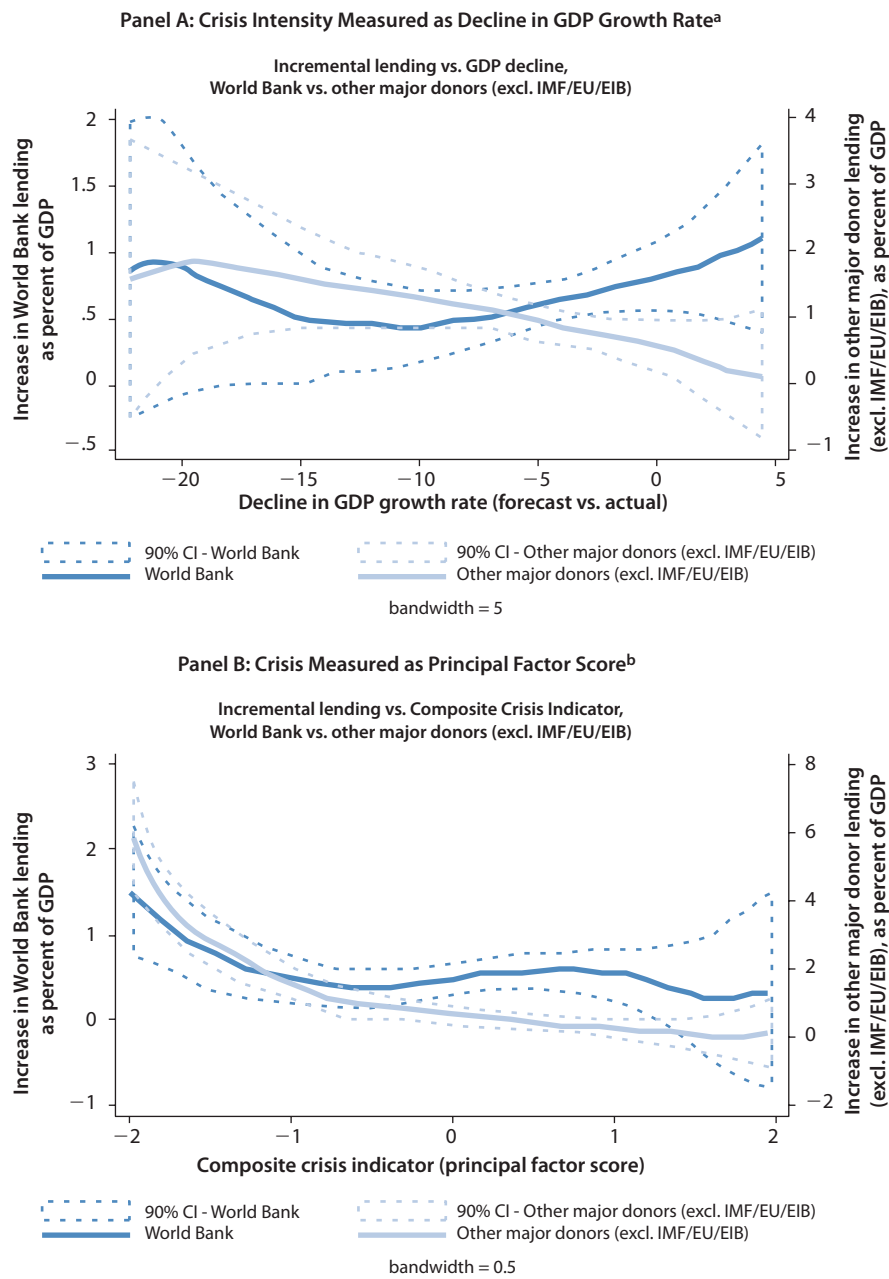 Panel A: Crisis Intensity Measured as Decline in GDP Growth Rateᵃ
Incremental lending vs. GDP decline,
World Bank vs. other major donors (excl. IMF/EU/EIB)
Increase in World Bank lending
as percent of GDP
2
1.5
1
.5
0
−.5
4
3
2
1
0
−1
Increase in other major donor lending
(excl. IMF/EU/EIB), as percent of GDP
−20
−15
−10
−5
0
5
Decline in GDP growth rate (forecast vs. actual)
90% CI - World Bank
90% CI - Other major donors (excl. IMF/EU/EIB)
World Bank
Other major donors (excl. IMF/EU/EIB)
bandwidth = 5
Panel B: Crisis Measured as Principal Factor Scoreᵇ
Incremental lending vs. Composite Crisis Indicator,
World Bank vs. other major donors (excl. IMF/EU/EIB)
Increase in World Bank lending
as percent of GDP
3
2
1
0
−1
8
6
4
2
0
−2
Increase in other major donor lending
(excl. IMF/EU/EIB), as percent of GDP
−2
−1
0
1
2
Composite crisis indicator (principal factor score)
90% CI - World Bank
90% CI - Other major donors (excl. IMF/EU/EIB)
World Bank
Other major donors (excl. IMF/EU/EIB)
bandwidth = 0.5